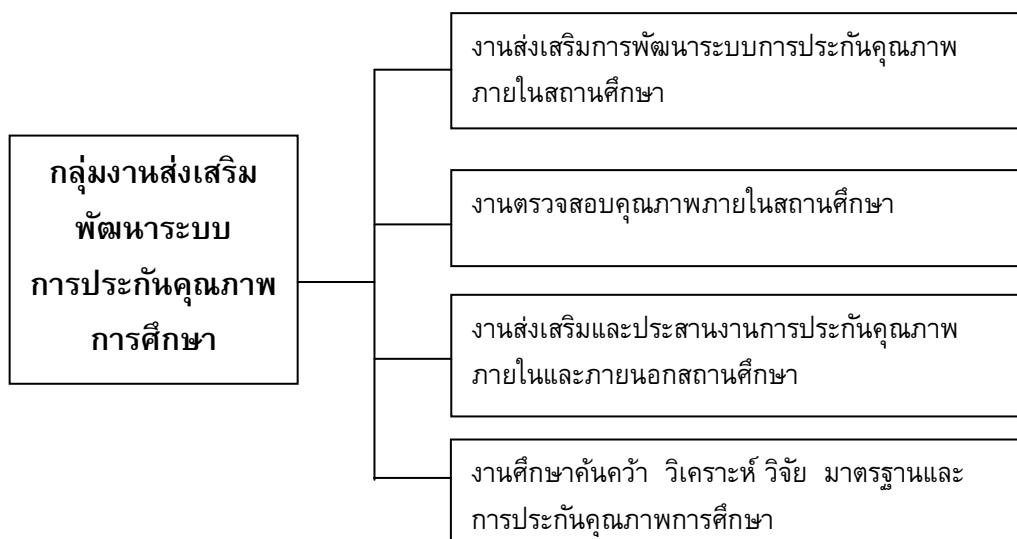 กลุ่มงานส่งเสริม
พัฒนาระบบ
การประกันคุณภาพ
การศึกษา
งานส่งเสริมการพัฒนาระบบการประกันคุณภาพ
ภายในสถานศึกษา
งานตรวจสอบคุณภาพภายในสถานศึกษา
งานส่งเสริมและประสานงานการประกันคุณภาพ
ภายในและภายนอกสถานศึกษา
งานศึกษาค้นคว้า วิเคราะห์ วิจัย มาตรฐานและ
การประกันคุณภาพการศึกษา